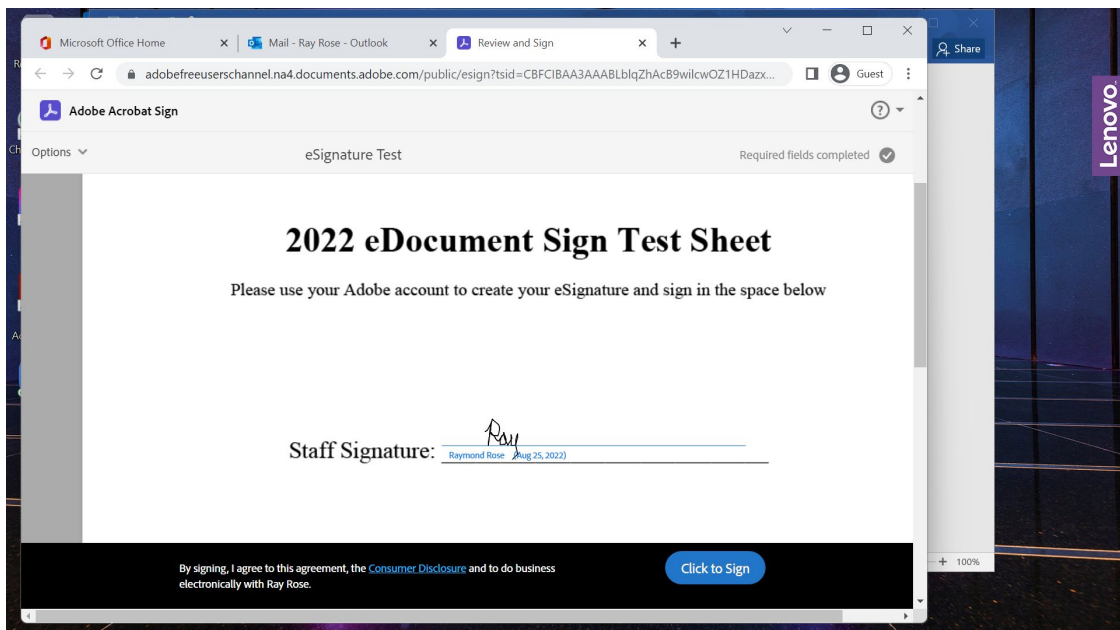 Microsoft Office Home
Mail - Ray Rose - Outlook
Review and Sign
Share
adobefreeuserschannel.na4.documents.adobe.com/public/esign?tsid=CBFCIBAA3AAABLblqZhAcB9wilcwOZ1HDazx...
Guest
Adobe Acrobat Sign
Lenovo.
Options
eSignature Test
Required fields completed
2022 eDocument Sign Test Sheet
Please use your Adobe account to create your eSignature and sign in the space below
Ray
Staff Signature:
Raymond Rose (Aug 25, 2022)
By signing, I agree to this agreement, the Consumer Disclosure and to do business
electronically with Ray Rose.
Click to Sign
100%